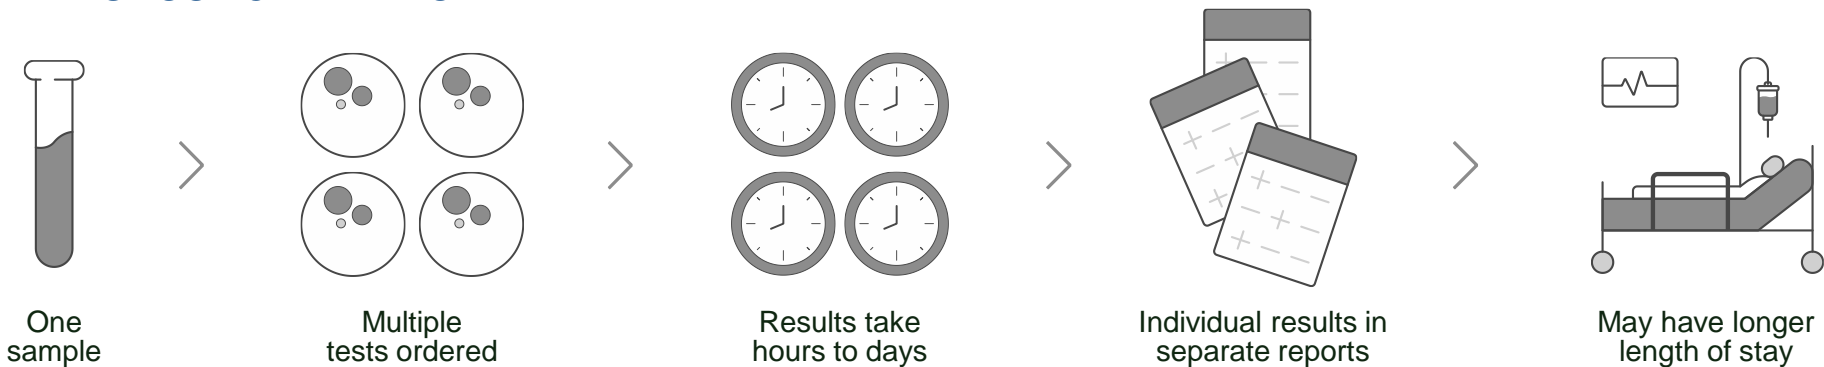 One
sample
Multiple
tests ordered
Results take
hours to days
Individual results in
separate reports
May have longer
length of stay